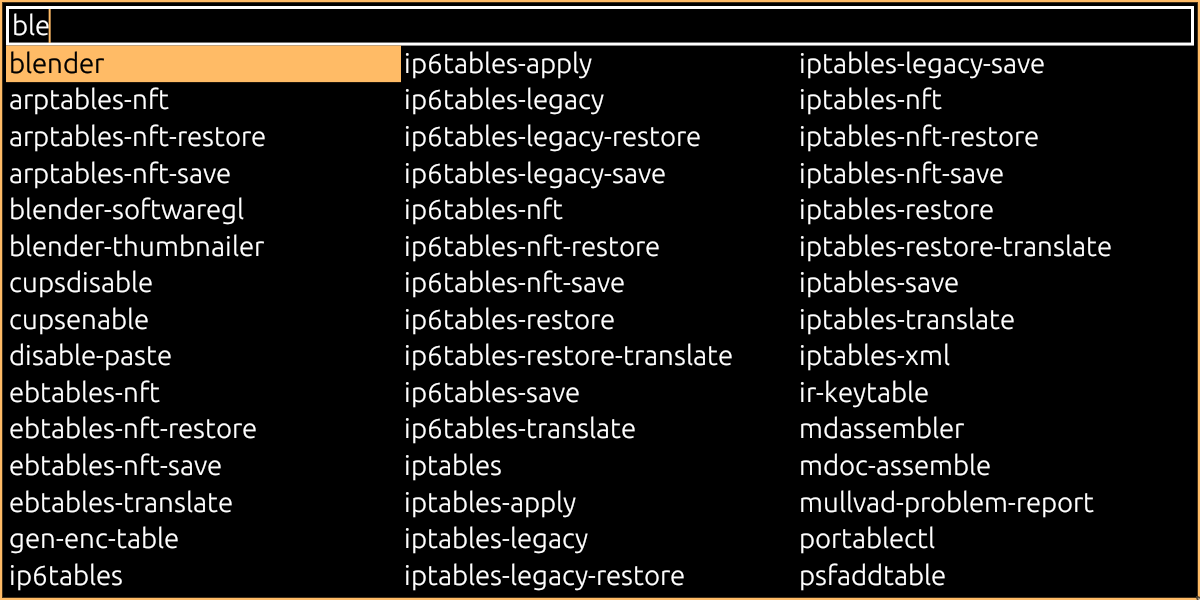 ble
blender
arptables-nft
arptables-nft-restore
arptables-nft-save
blender-softwaregl
blender-thumbnailer
cupsdisable
cupsenable
disable-paste
ebtables-nft
ebtables-nft-restore
ebtables-nft-save
ebtables-translate
gen-enc-table
ip6tables
ip6tables-apply
ip6tables-legacy
ip6tables-legacy-restore
ip6tables-legacy-save
ip6tables-nft
ip6tables-nft-restore
ip6tables-nft-save
ip6tables-restore
ip6tables-restore-translate
ip6tables-save
ip6tables-translate
iptables
iptables-apply
iptables-legacy
iptables-legacy-restore
iptables-legacy-save
iptables-nft
iptables-nft-restore
iptables-nft-save
iptables-restore
iptables-restore-translate
iptables-save
iptables-translate
iptables-xml
ir-keytable
mdassembler
mdoc-assemble
mullvad-problem-report
portablectl
psfaddtable